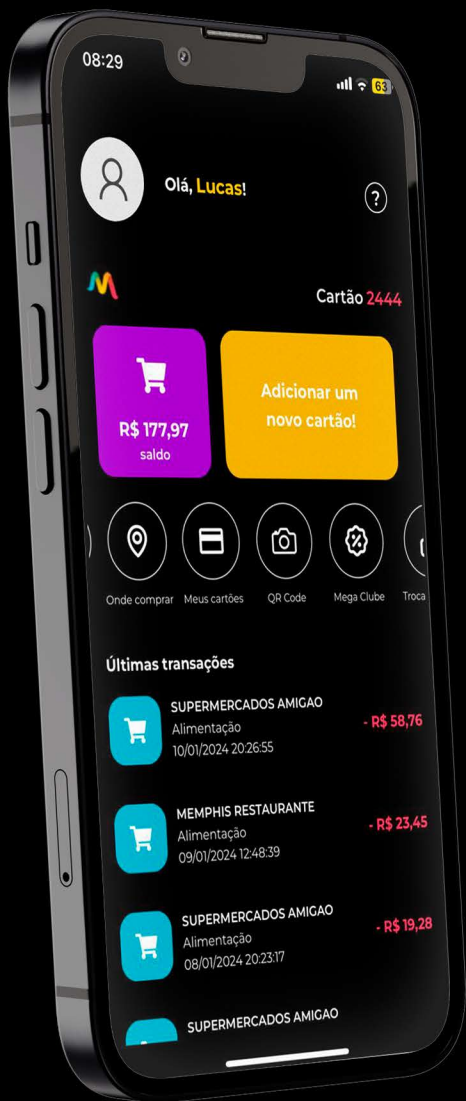 08:29
63
Olá, Lucas!
?
Cartão 2444
R$ 177,97
saldo
Adicionar um
novo cartão!
Onde comprar
Meus cartões
QR Code
Mega Clube
Troca
Últimas transações
SUPERMERCADOS AMIGAO
Alimentação
10/01/2024 20:26:55
- R$ 58,76
MEMPHIS RESTAURANTE
Alimentação
09/01/2024 12:48:39
- R$ 23,45
SUPERMERCADOS AMIGAO
Alimentação
08/01/2024 20:23:17
- R$ 19,28
SUPERMERCADOS AMIGAO